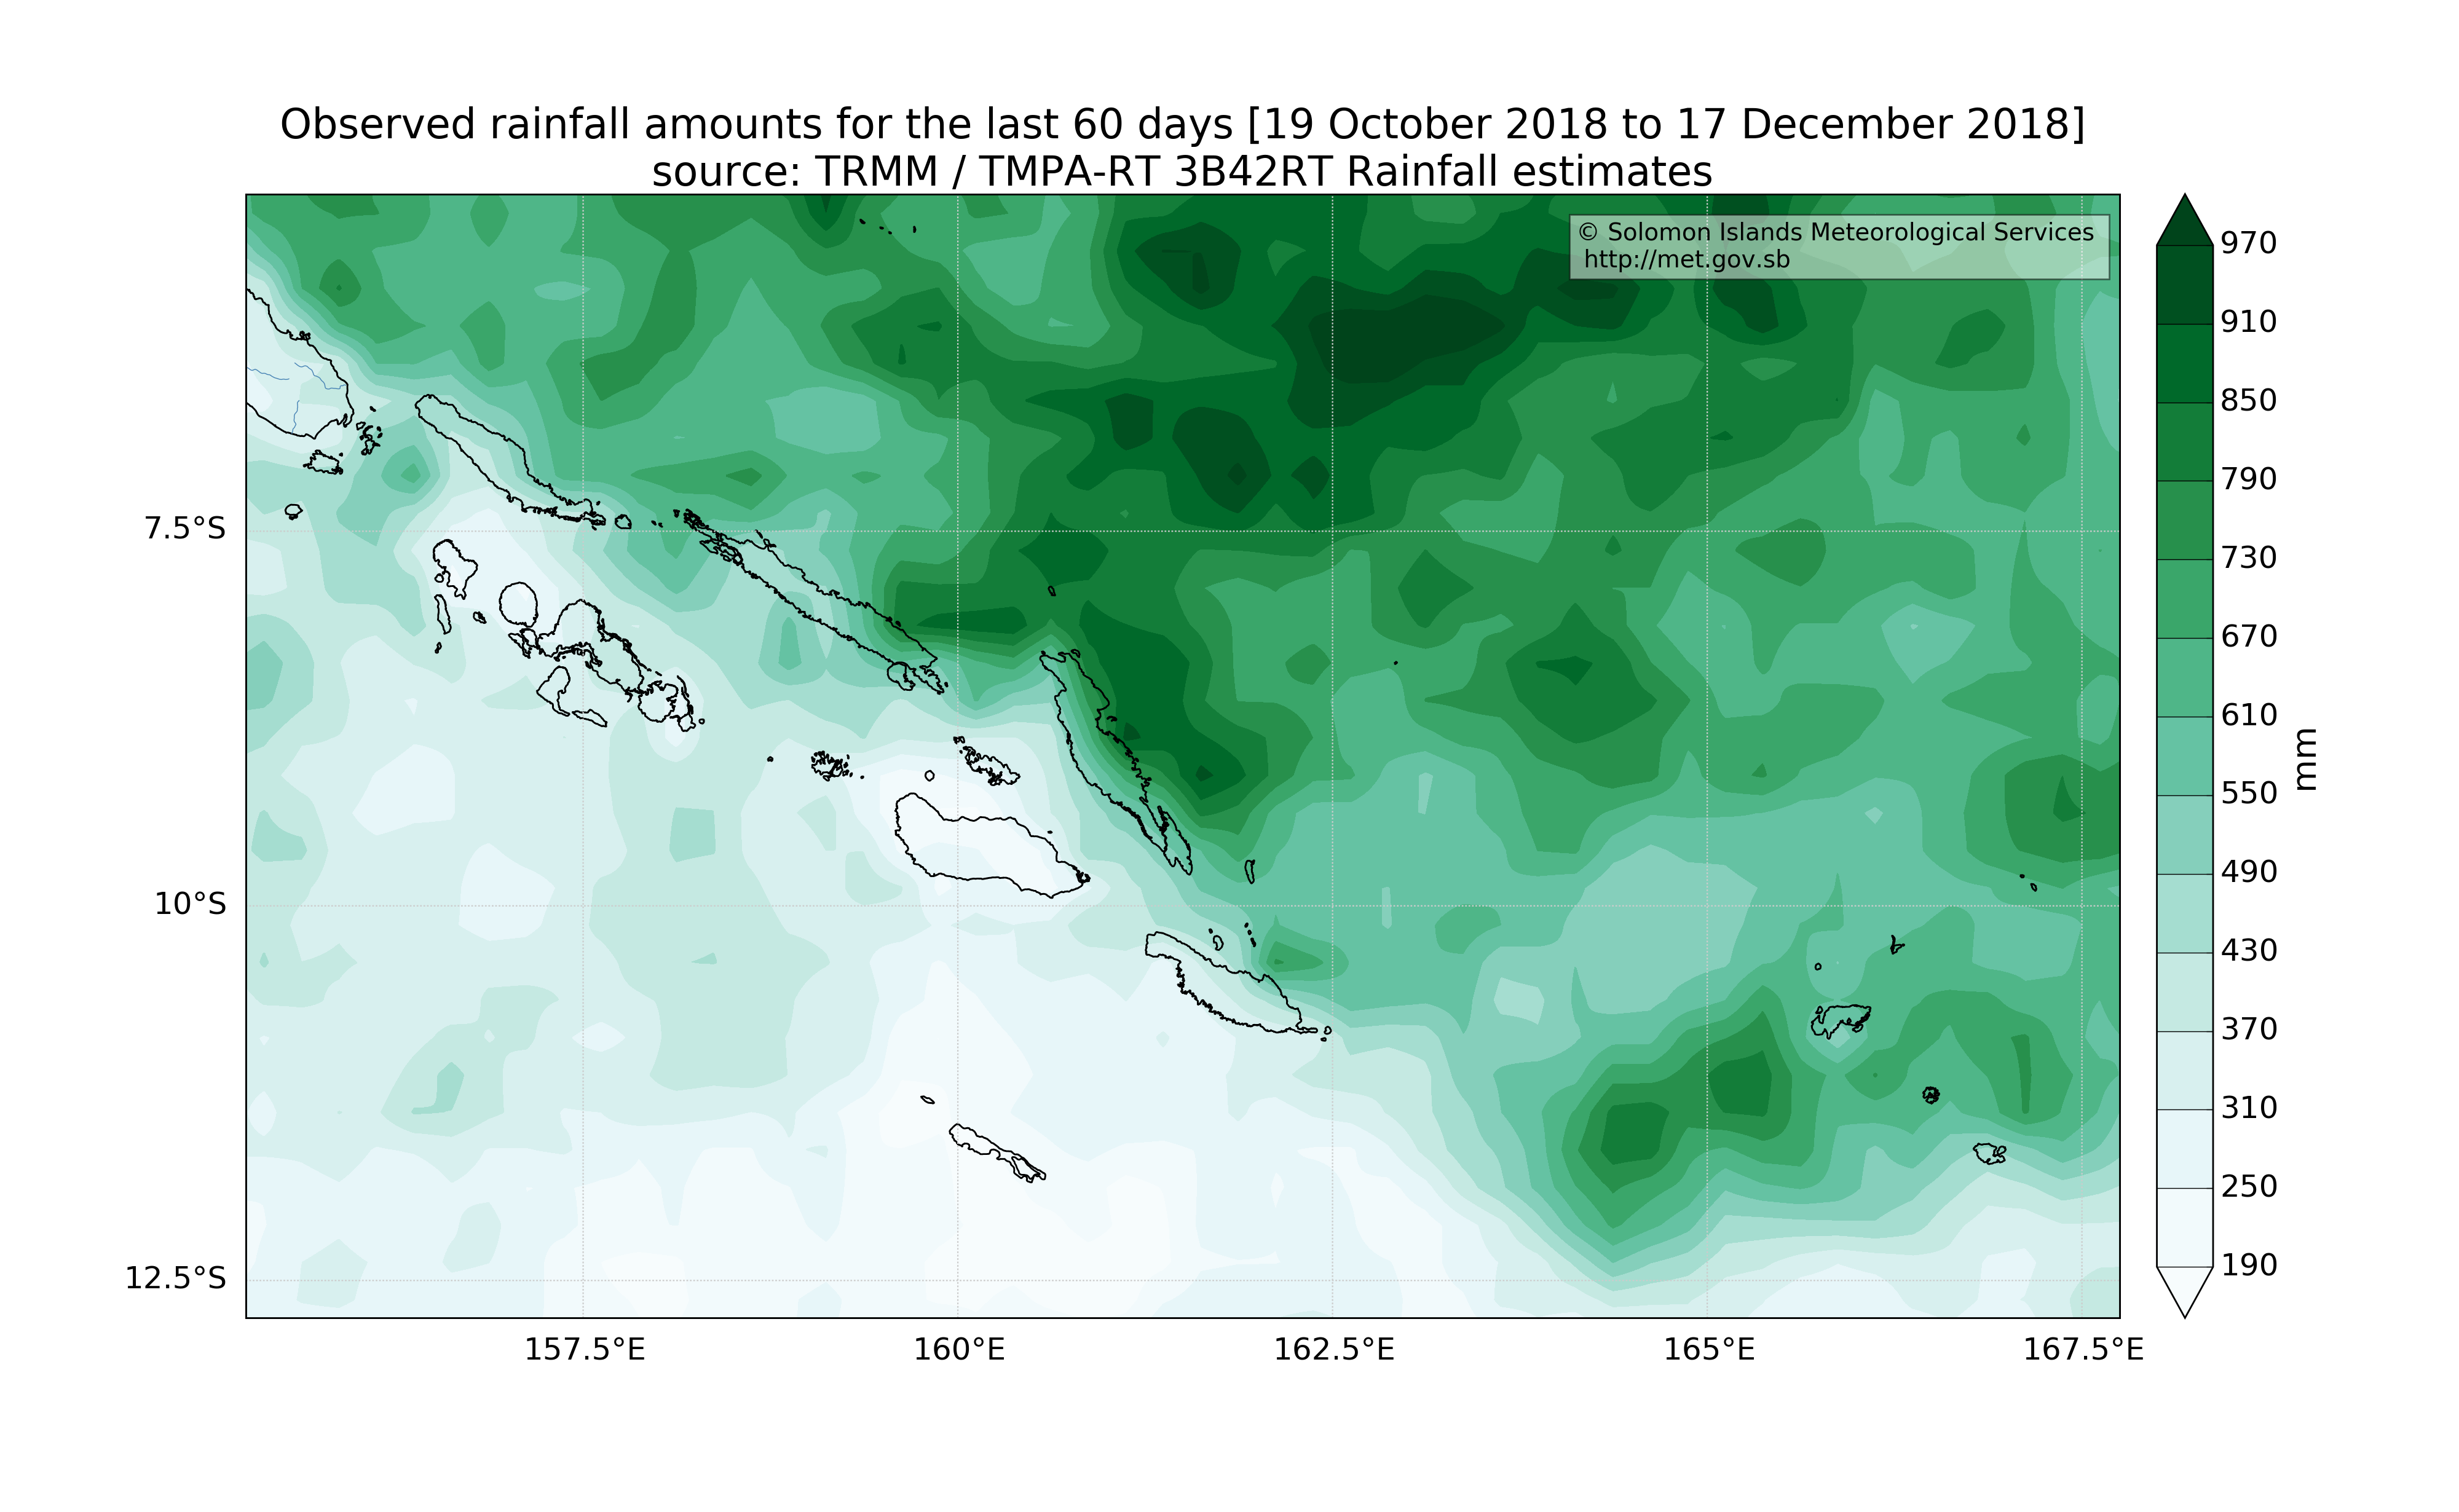 Observed rainfall amounts for the last 60 days [19 October 2018 to 17 December 2018]
source: TRMM / TMPA-RT 3B42RT Rainfall estimates
© Solomon Islands Meteorological Services
http://met.gov.sb
7.5°S
10°S
12.5°S
157.5°E
160°E
162.5°E
165°E
167.5°E
970
910
850
790
730
670
610
550
490
430
370
310
250
190
mm